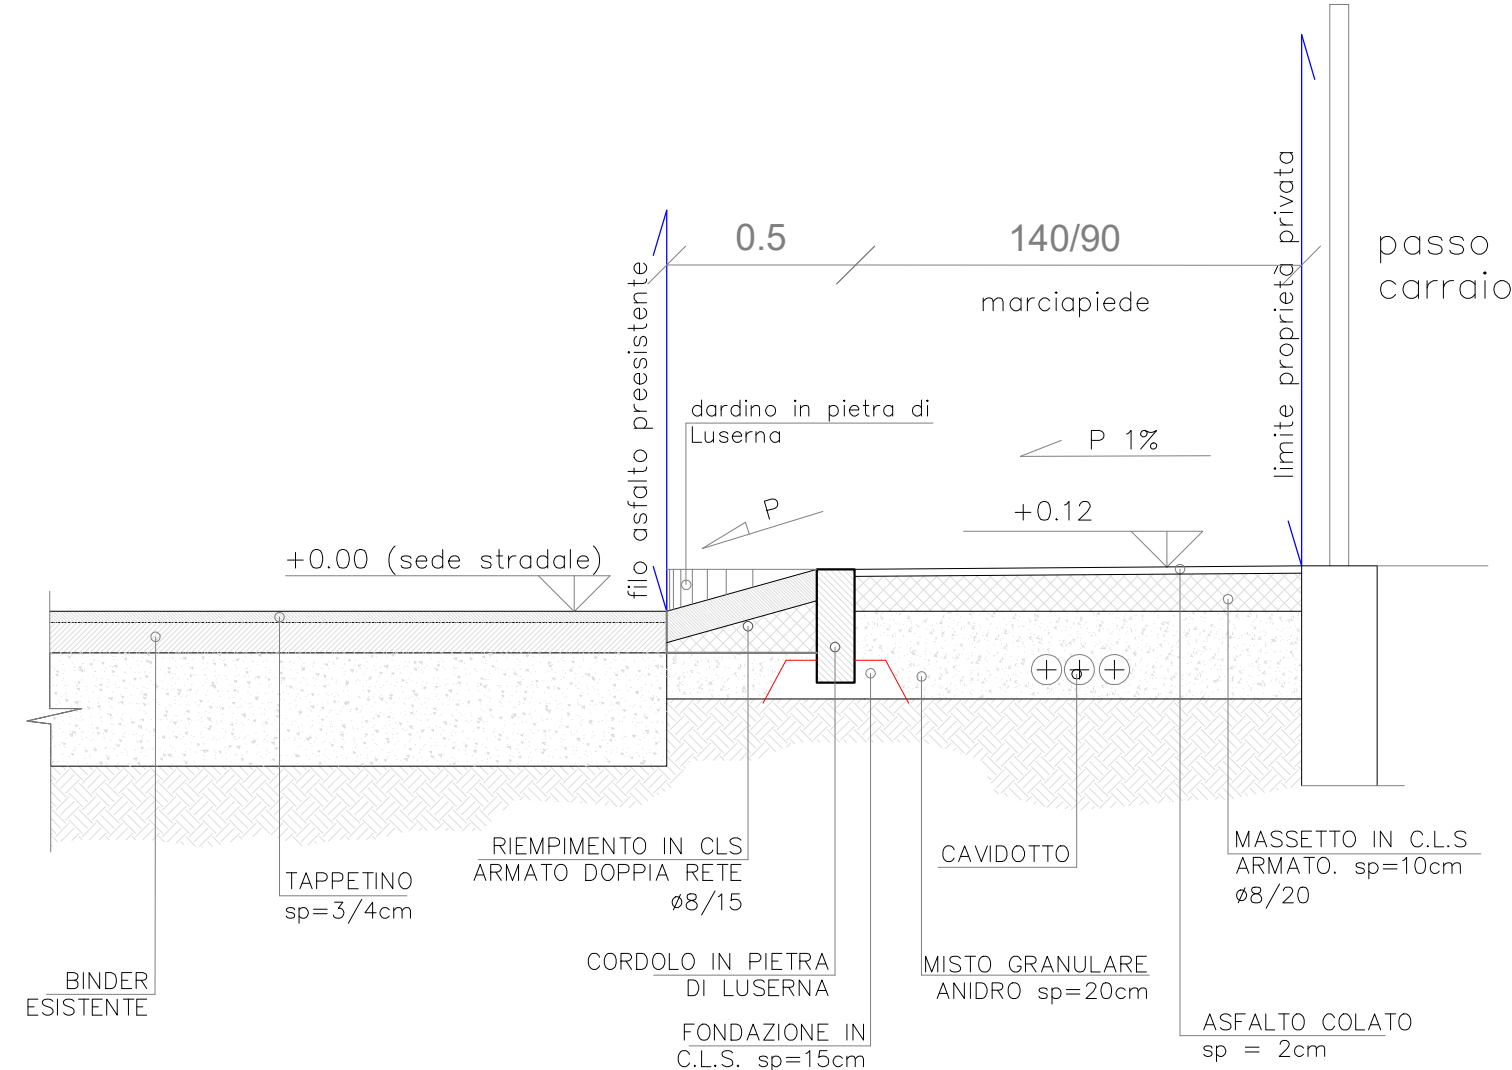 0.5
140/90
passo
carraio
marciapiede
filo asfalto preesistente
limite proprietà privata
dardino in pietra di
Luserna
P 1%
P
+0.12
+0.00 (sede stradale)
RIEMPIMENTO IN CLS
ARMATO DOPPIA RETE
ø8/15
CAVIDOTTO
MASSETTO IN C.L.S
ARMATO. sp=10cm
ø8/20
TAPPETINO
sp=3/4cm
BINDER
ESISTENTE
CORDOLO IN PIETRA
DI LUSERNA
MISTO GRANULARE
ANIDRO sp=20cm
FONDAZIONE IN
C.L.S. sp=15cm
ASFALTO COLATO
sp = 2cm